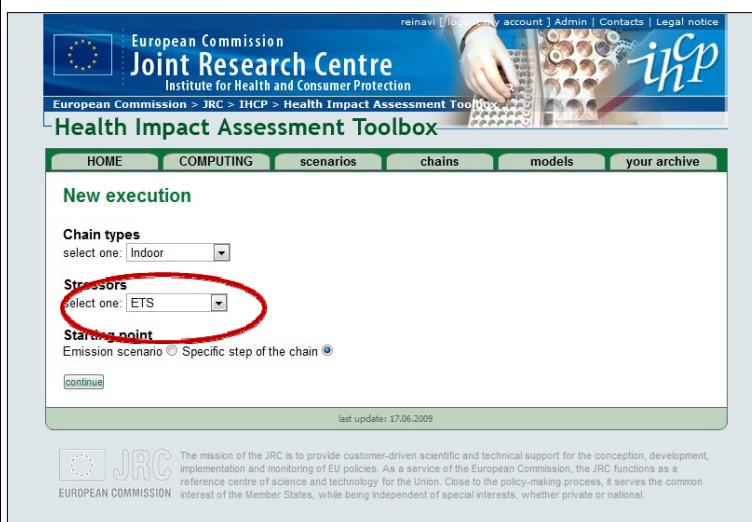 reinavi [ logout my account ] Admin | Contacts | Legal notice
European Commission
Joint Research Centre
Institute for Health and Consumer Protection
ihcp
European Commission > JRC > IHCP > Health Impact Assessment Toolbox
Health Impact Assessment Toolbox
HOME COMPUTING scenarios chains models your archive
New execution
Chain types
select one: Indoor
Stressors
select one: ETS
Starting point
Emission scenario Specific step of the chain
continue
last update: 17.06.2009
JRC
EUROPEAN COMMISSION
The mission of the JRC is to provide customer-driven scientific and technical support for the conception, development,
implementation and monitoring of EU policies. As a service of the European Commission, the JRC functions as a
reference centre of science and technology for the Union. Close to the policy-making process, it serves the common
interest of the Member States, while being independent of special interests, whether private or national.